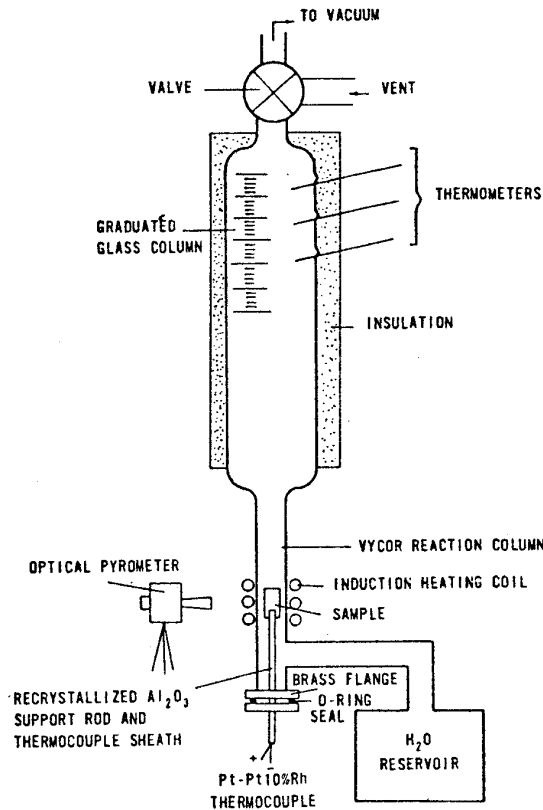 TO VACUUM
VALVE
VENT
THERMOMETERS
GRADUATED
GLASS COLUMN
INSULATION
VYCOR REACTION COLUMN
OPTICAL PYROMETER
INDUCTION HEATING COIL
SAMPLE
RECRYSTALLIZED Al₂O₃
SUPPORT ROD AND
THERMOCOUPLE SHEATH
BRASS FLANGE
O-RING
SEAL
H₂O
RESERVOIR
+ -
Pt-Pt10%Rh
THERMOCOUPLE